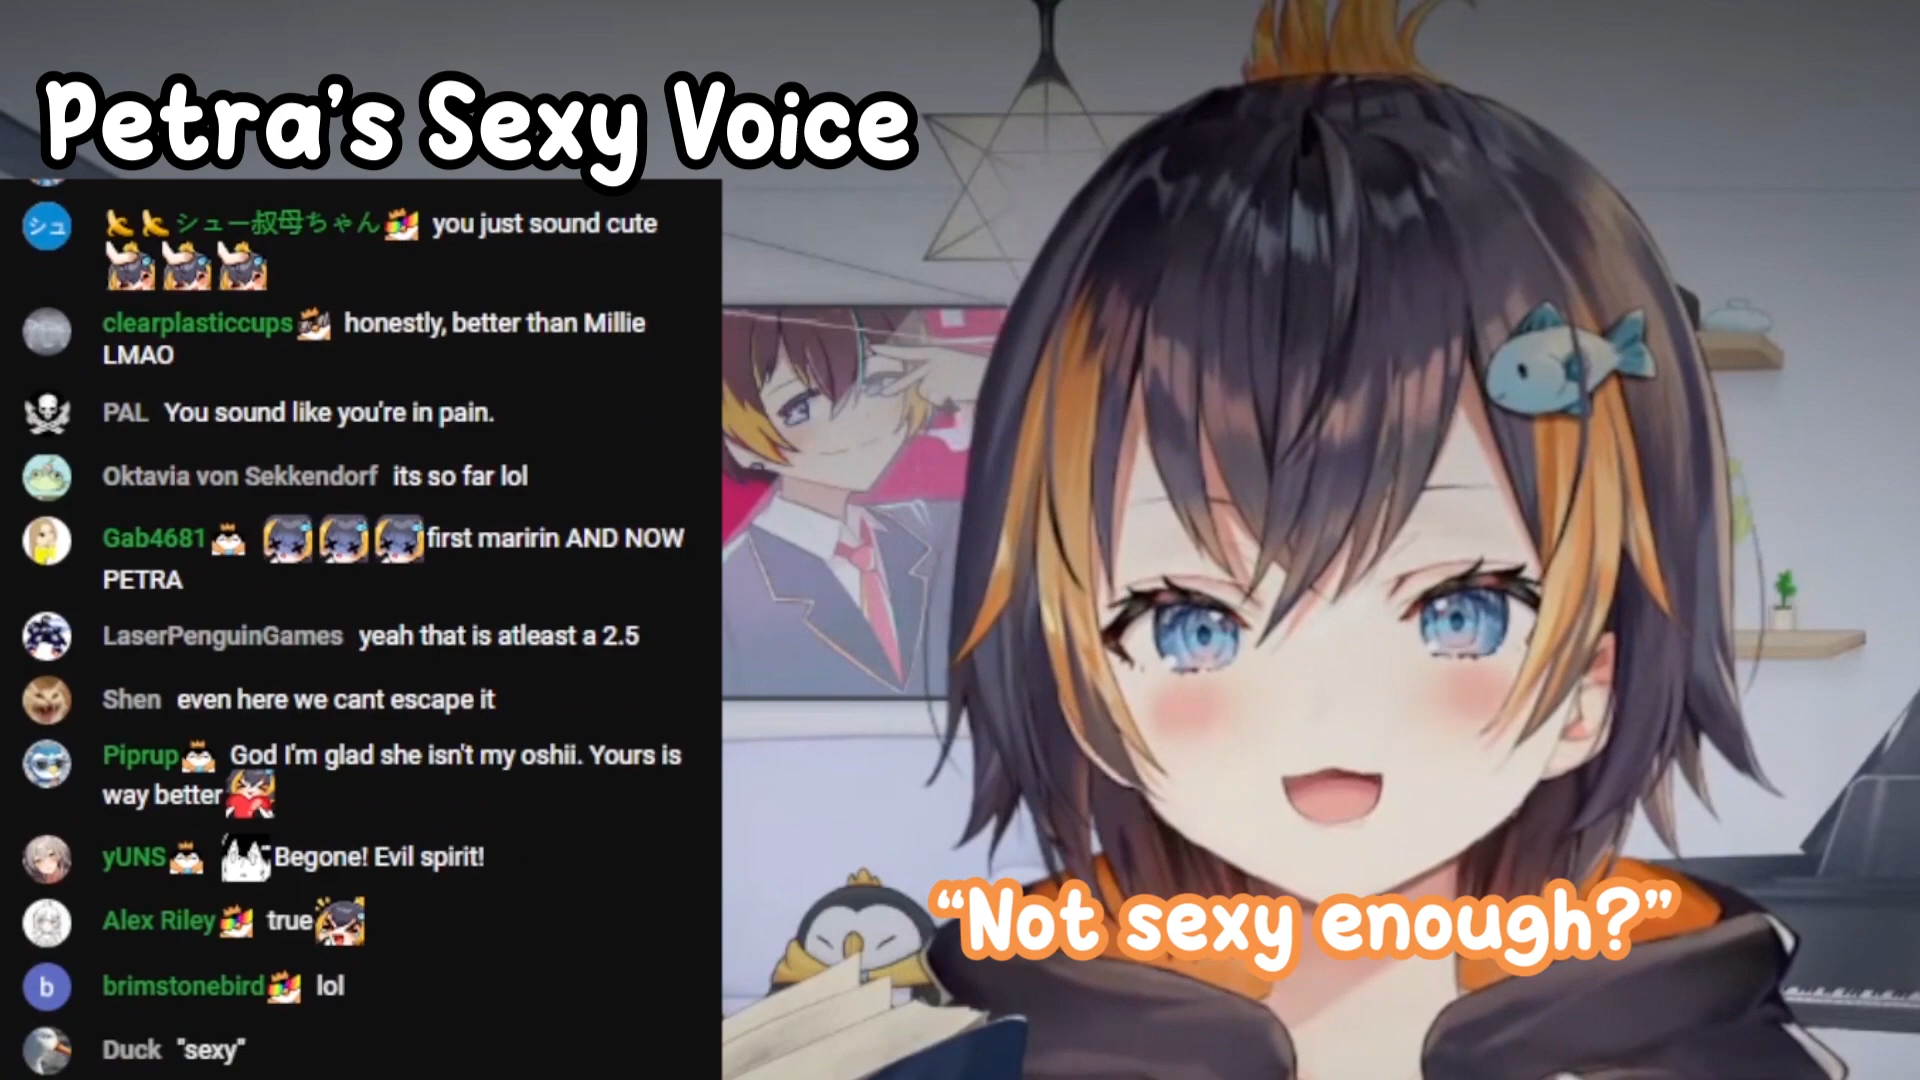 Petra's Sexy Voice
シュ シュー叔母ちゃん you just sound cute
clearplasticcups honestly, better than Millie
LMAO
PAL You sound like you're in pain.
Oktavia von Sekkendorf its so far lol
Gab4681 first maririn AND NOW
PETRA
LaserPenguinGames yeah that is atleast a 2.5
Shen even here we cant escape it
Piprup God I'm glad she isn't my oshii. Yours is
way better
yUNS Begone! Evil spirit!
Alex Riley true
“Not sexy enough?”
b brimstonebird lol
Duck "sexy"